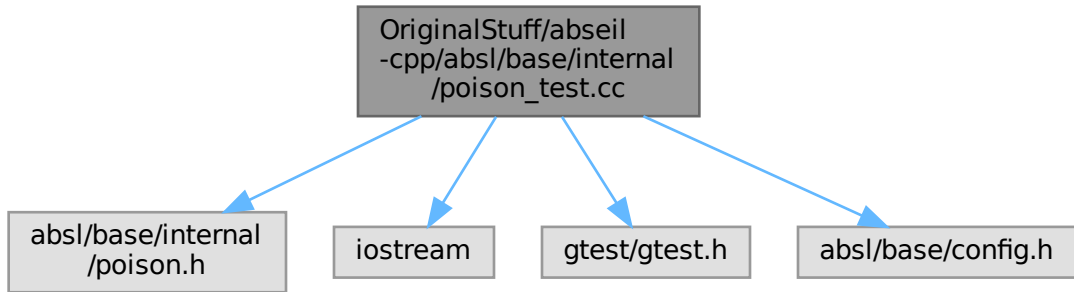 OriginalStuff/abseil
-cpp/absl/base/internal
/poison_test.cc
absl/base/internal
/poison.h
iostream
gtest/gtest.h
absl/base/config.h